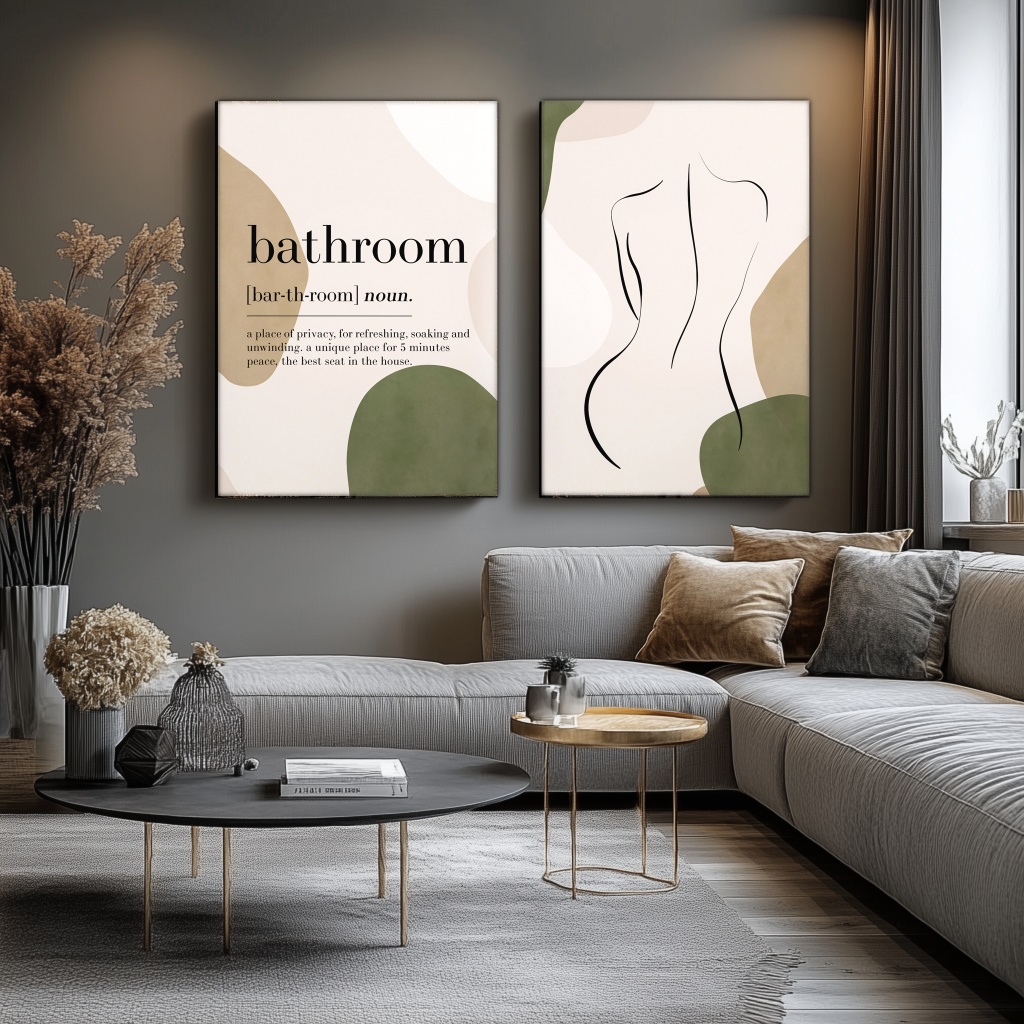 bathroom
[bar-th-room] noun.
a place of privacy, for refreshing, soaking and
unwinding. a unique place for 5 minutes
peace, the best seat in the house.